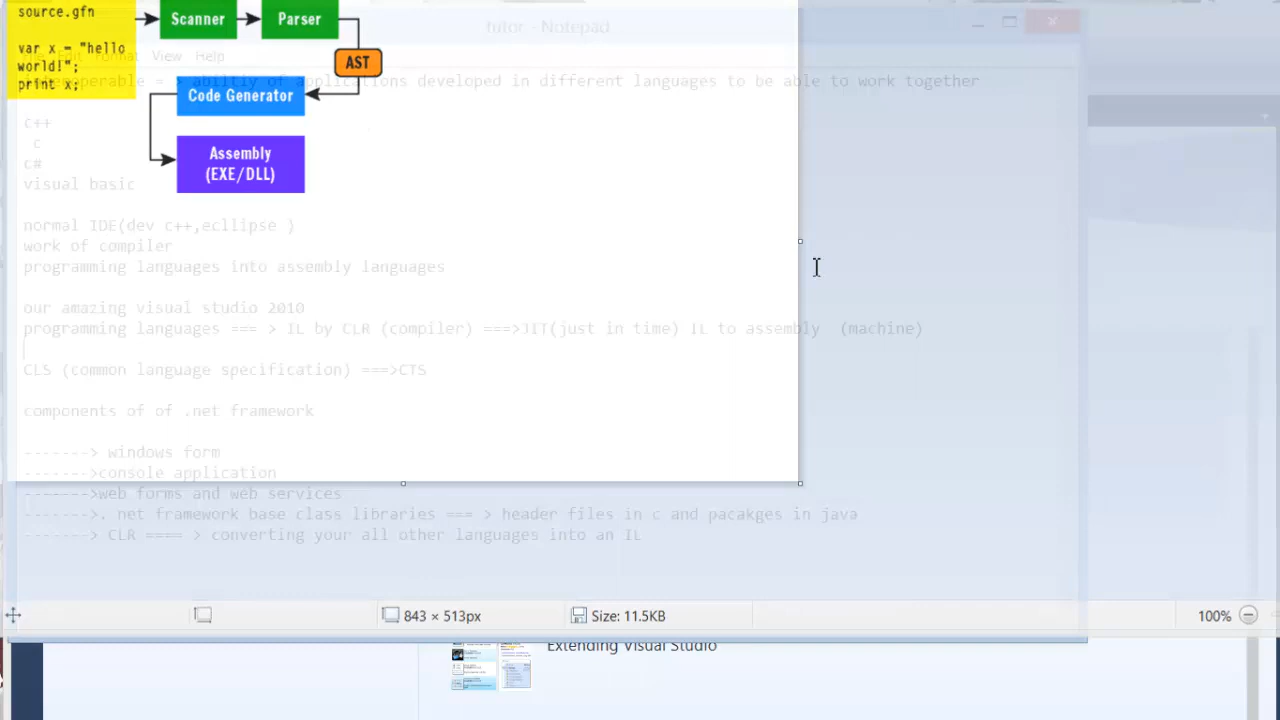 source.gfn
var x = "hello
world!";
print x;
Scanner
Parser
AST
Code Generator
Assembly
(EXE/DLL)
tutor - Notepad
Format View Help
interoperable = > abiltiy of applications developed in different languages to be able to work together
c++
c
c#
visual basic
normal IDE(dev c++,ecllipse )
work of compiler
programming languages into assembly languages
our amazing visual studio 2010
programming languages === > IL by CLR (compiler) ===>JIT(just in time) IL to assembly (machine)
CLS (common language specification) ===>CTS
components of of .net framework
-------> windows form
------->console application
------->web forms and web services
------->. net framework base class libraries === > header files in c and pacakges in java
-------> CLR ==== > converting your all other languages into an IL
843 × 513px
Size: 11.5KB
100%
Extending Visual Studio